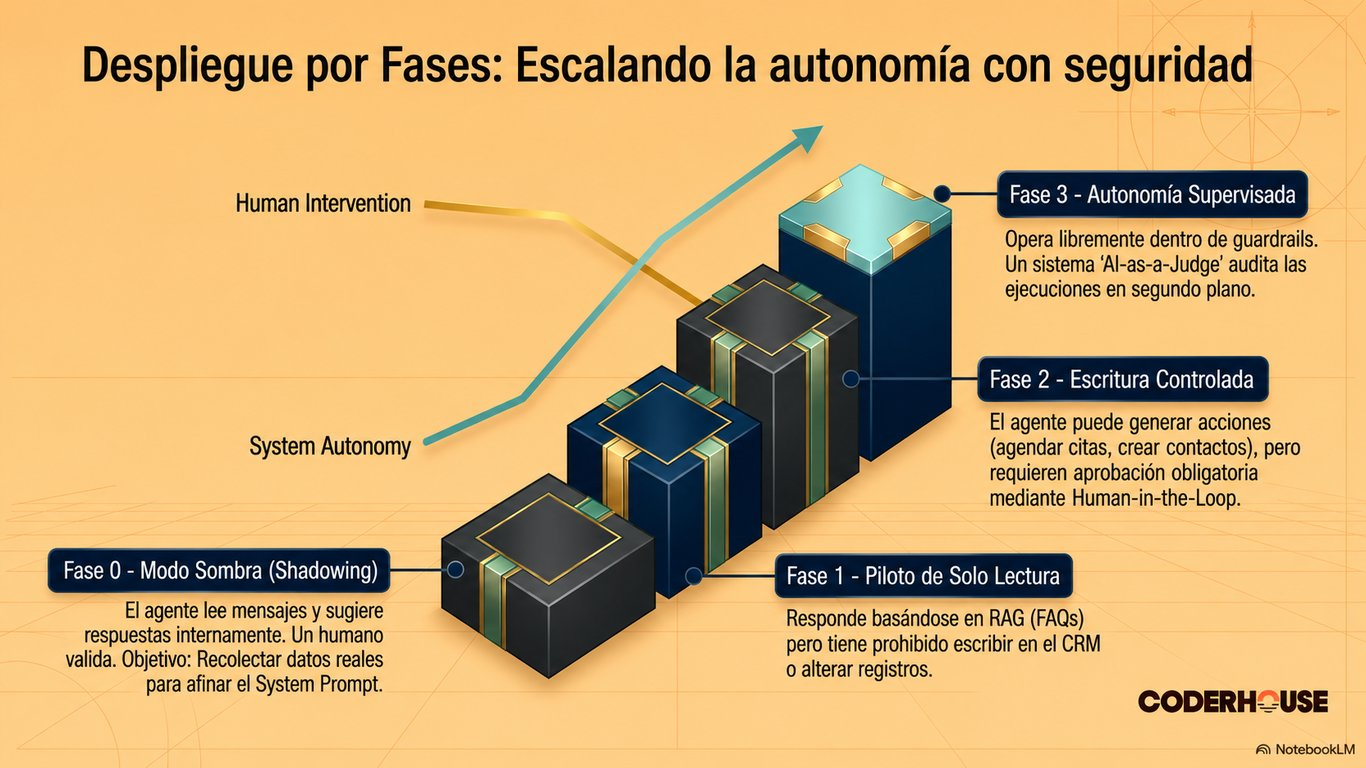 Despliegue por Fases: Escalando la autonomía con seguridad
Human Intervention
System Autonomy
Fase 0 - Modo Sombra (Shadowing)
El agente lee mensajes y sugiere
respuestas internamente. Un humano
valida. Objetivo: Recolectar datos reales
para afinar el System Prompt.
Fase 1 - Piloto de Solo Lectura
Responde basándose en RAG (FAQs)
pero tiene prohibido escribir en el CRM
o alterar registros.
Fase 2 - Escritura Controlada
El agente puede generar acciones
(agendar citas, crear contactos), pero
requieren aprobación obligatoria
mediante Human-in-the-Loop.
Fase 3 - Autonomía Supervisada
Opera libremente dentro de guardrails.
Un sistema ‘AI-as-a-Judge’ audita las
ejecuciones en segundo plano.
CODERHOUSE
NotebookLM